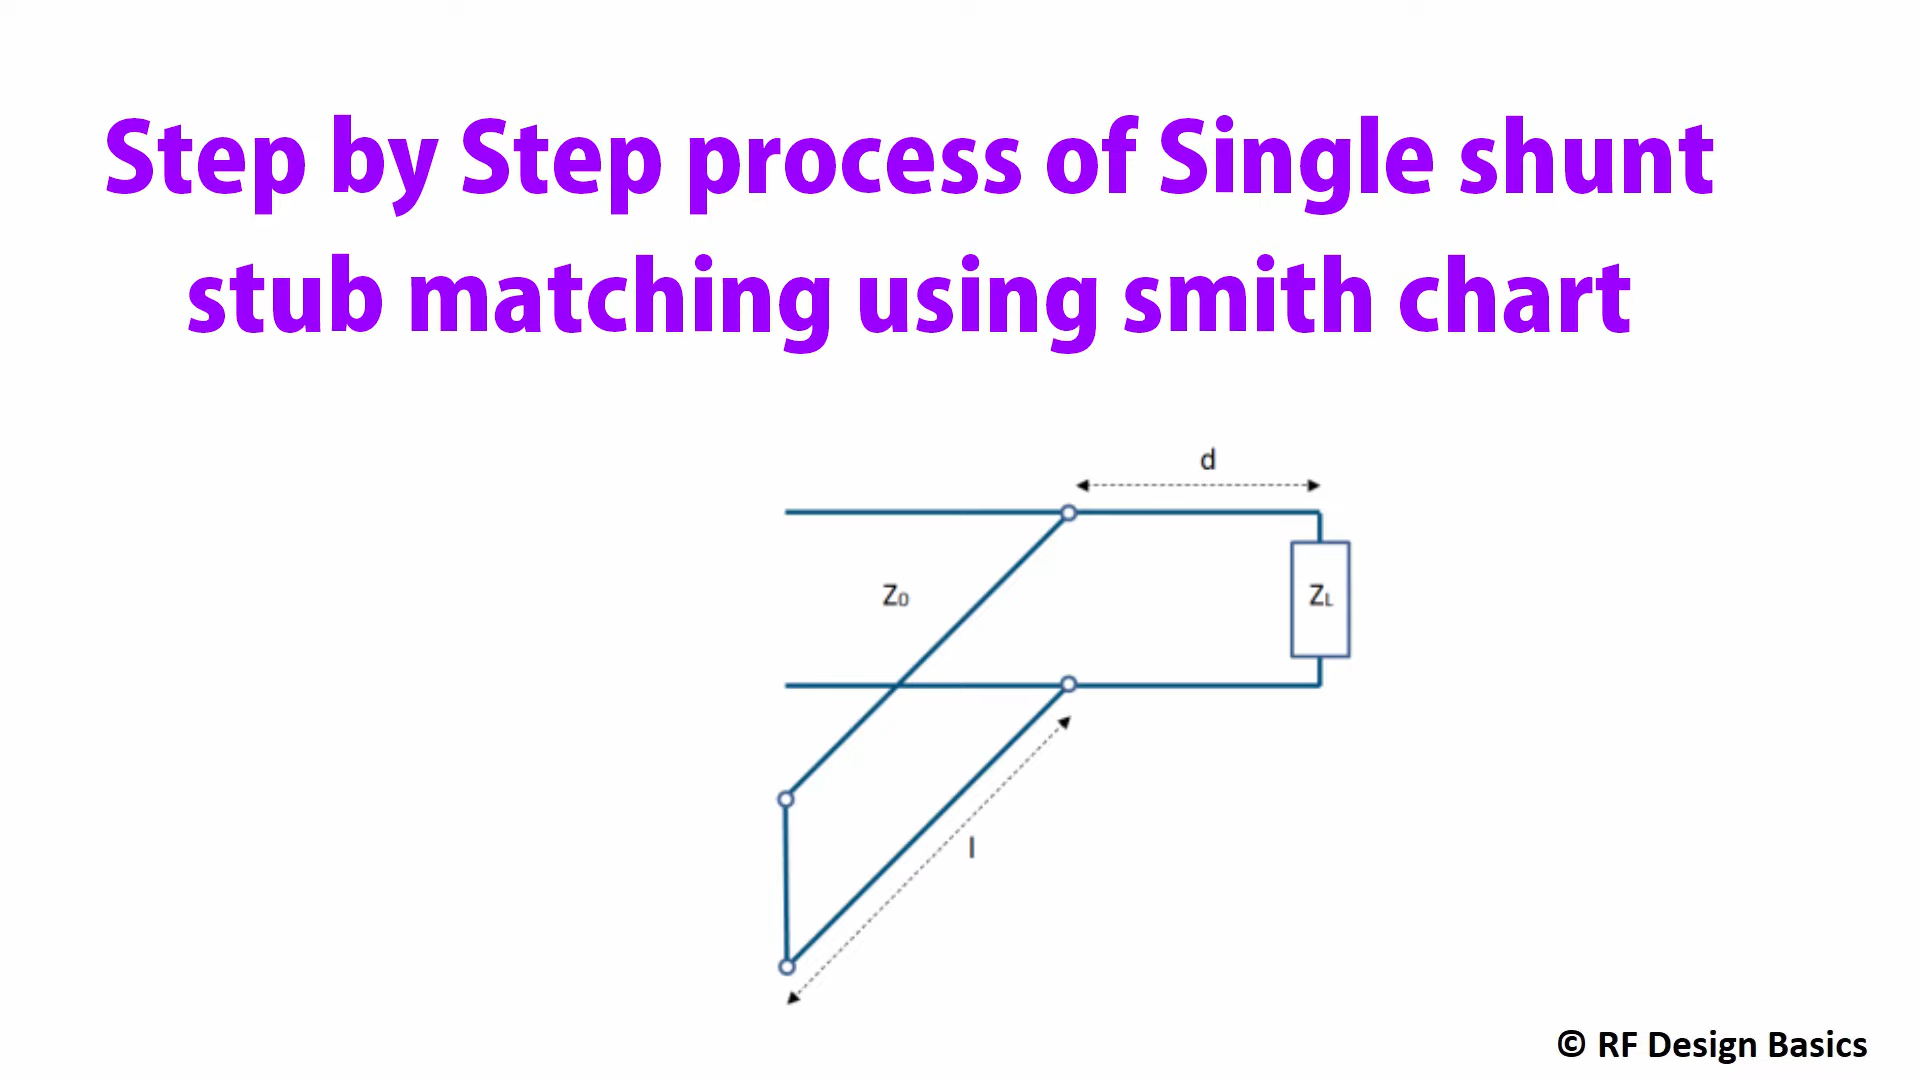 Step by Step process of Single shunt
stub matching using smith chart
d
Z0
ZL
l
© RF Design Basics